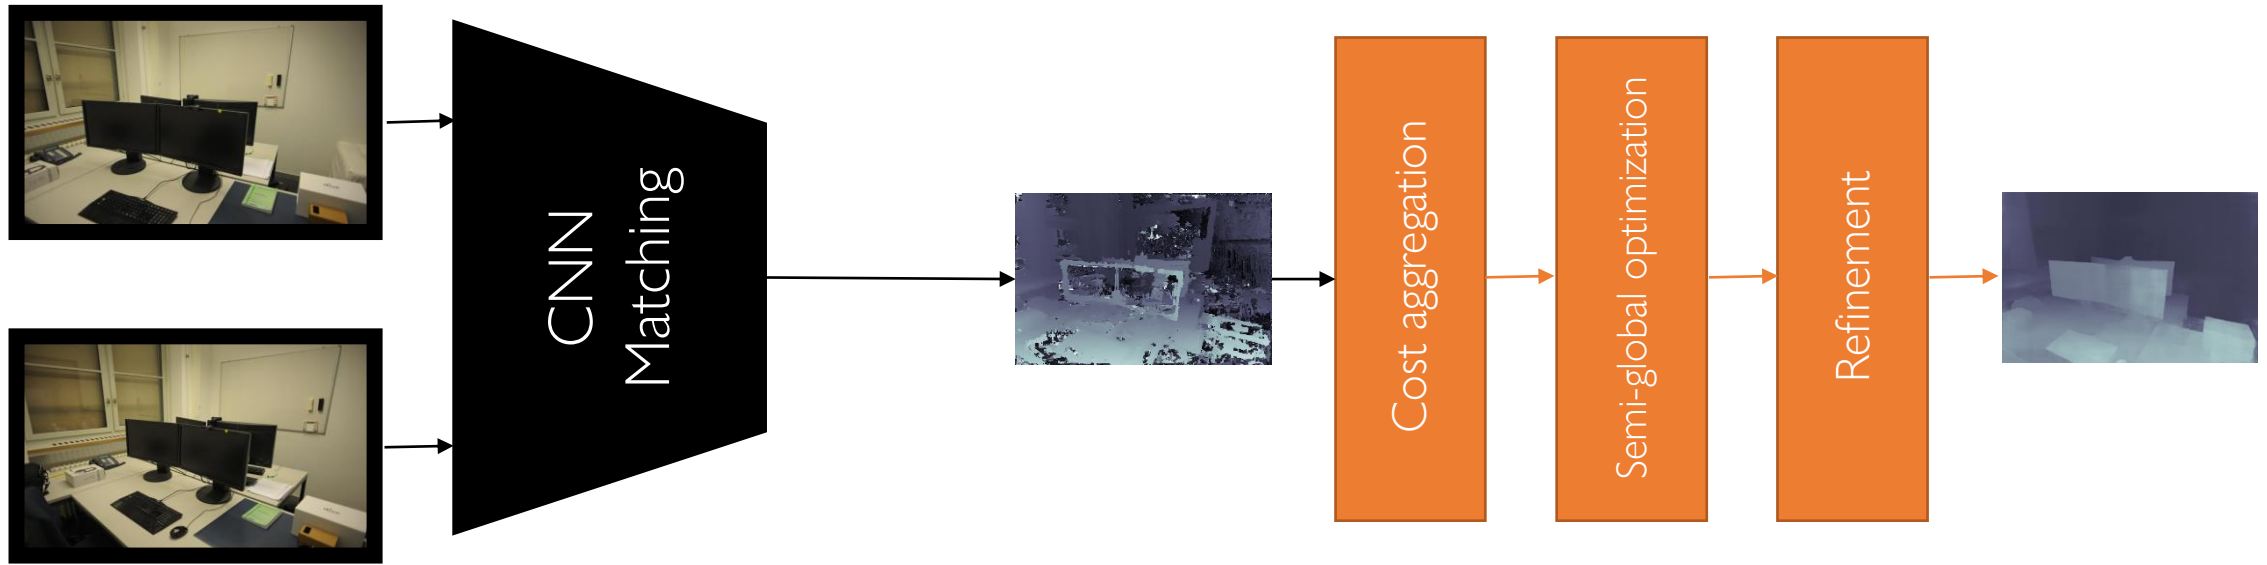 CNN
Matching
Cost aggregation
Semi-global optimization
Refinement